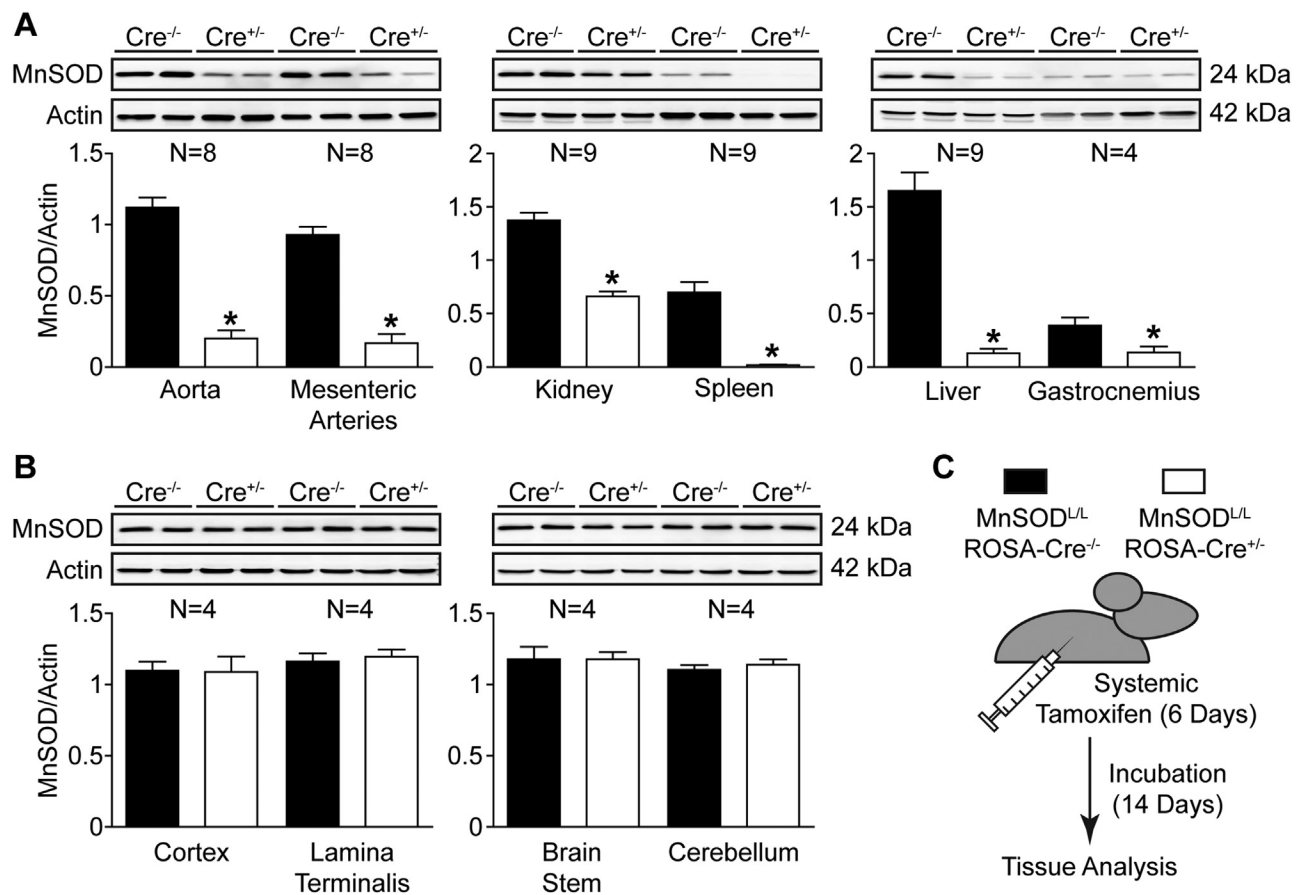 A
Cre-/- Cre+/- Cre-/- Cre+/-
Cre-/- Cre+/- Cre-/- Cre+/-
Cre-/- Cre+/- Cre-/- Cre+/-
MnSOD
24 kDa
Actin
42 kDa
N=8 N=8
1.5
1
0.5
0
MnSOD/Actin
* *
Aorta
Mesenteric
Arteries
N=9 N=9
2
1.5
1
0.5
0
* *
Kidney
Spleen
N=9 N=4
2
1.5
1
0.5
0
* *
Liver
Gastrocnemius
B
Cre-/- Cre+/- Cre-/- Cre+/-
Cre-/- Cre+/- Cre-/- Cre+/-
MnSOD
24 kDa
Actin
42 kDa
N=4 N=4
1.5
1
0.5
0
MnSOD/Actin
Cortex
Lamina
Terminalis
N=4 N=4
1.5
1
0.5
0
Brain
Stem
Cerebellum
C
MnSOD L/L
ROSA-Cre-/-
MnSOD L/L
ROSA-Cre+/-
Systemic
Tamoxifen (6 Days)
Incubation
(14 Days)
Tissue Analysis